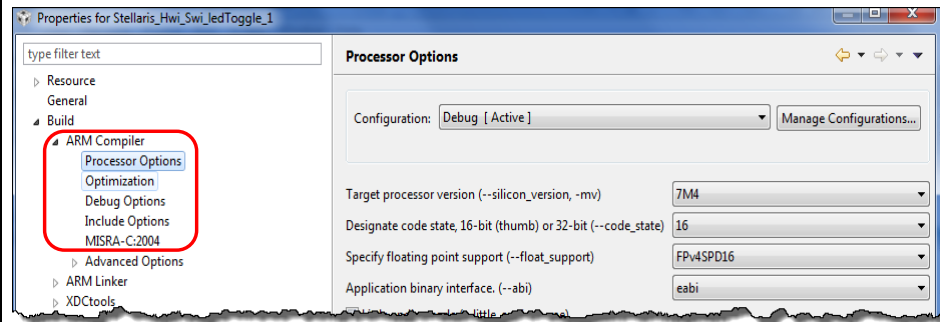 Properties for Stellaris_Hwi_Swi_ledToggle_1
type filter text
Resource
General
Build
ARM Compiler
Processor Options
Optimization
Debug Options
Include Options
MISRA-C:2004
Advanced Options
ARM Linker
XDCtools
Processor Options
Configuration: Debug [ Active ] Manage Configurations...
Target processor version (--silicon_version, -mv) 7M4
Designate code state, 16-bit (thumb) or 32-bit (--code_state) 16
Specify floating point support (--float_support) FPv4SPD16
Application binary interface. (--abi) eabi